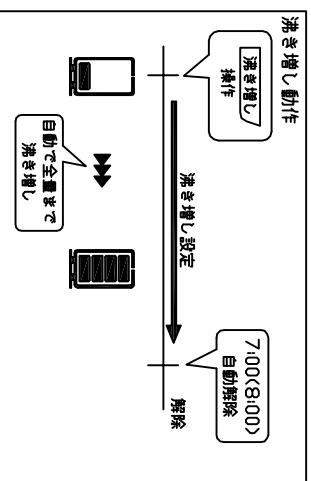 沸き増し動作
沸き増し
操作
沸き増し設定
7:00(8:00)
自動解除
解除
自動で全量まで
沸き増し